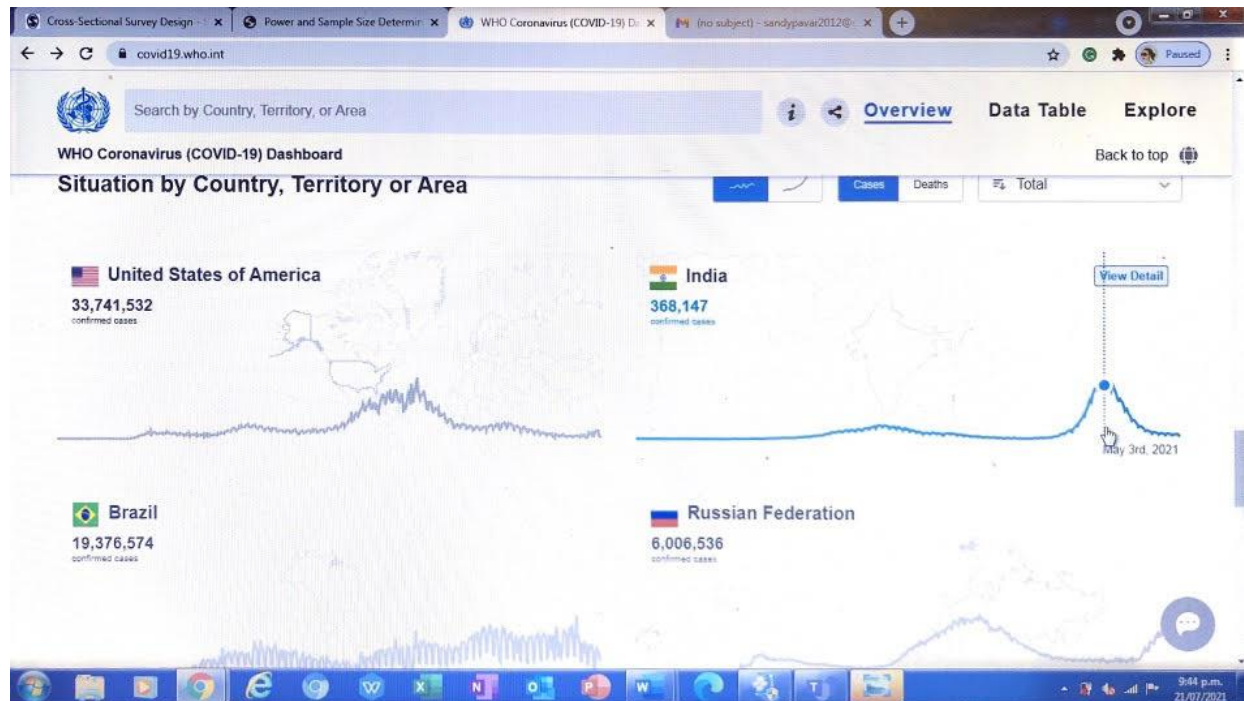 Cross-Sectional Survey Design -
Power and Sample Size Determin
WHO Coronavirus (COVID-19) D
(no subject) - sandypavar2012@
covid19.who.int
Paused
Search by Country, Territory, or Area
i
Overview
Data Table
Explore
WHO Coronavirus (COVID-19) Dashboard
Back to top
Situation by Country, Territory or Area
Cases
Deaths
Total
United States of America
33,741,532
confirmed cases
India
368,147
confirmed cases
View Detail
May 3rd, 2021
Brazil
19,376,574
confirmed cases
Russian Federation
6,006,536
confirmed cases
9:44 p.m.
21/07/2021